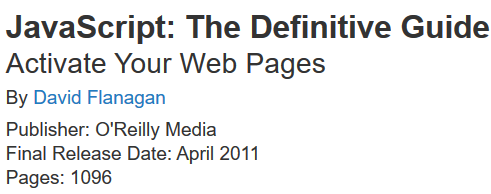 JavaScript: The Definitive Guide
Activate Your Web Pages
By David Flanagan
Publisher: O'Reilly Media
Final Release Date: April 2011
Pages: 1096